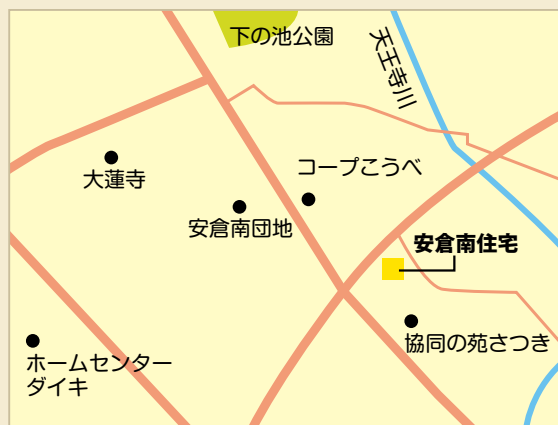 下の池公園
天王寺川
コープこうべ
大蓮寺
安倉南団地
安倉南住宅
協同の苑さつき
ホームセンター
ダイキ